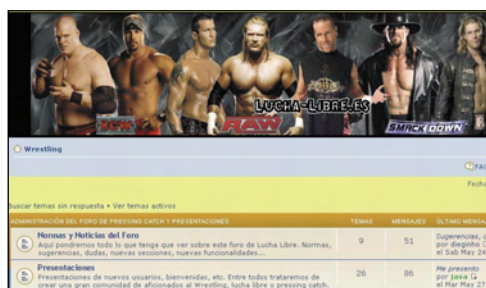 LUCHA-LIBRE.ES
ECW
RAW
SMACKDOWN
Wrestling
FAQ
Fecha
Buscar temas sin respuesta • Ver temas activos
ADMINISTRACIÓN DEL FORO DE PRESSING CATCH Y PRESENTACIONES TEMAS MENSAJES ÚLTIMO MENSA
Normas y Noticias del Foro
Aquí pondremos todo lo que tenga que ver sobre este foro de Lucha Libre. Normas,
sugerencias, dudas, nuevas secciones, nuevas funcionalidades...
9 51
Sugerencias,
por dieginho
el Sab May 24
Presentaciones
Presentaciones de nuevos usuarios, bienvenidas, etc. Entre todos trataremos de
crear una gran comunidad de aficionados al Wrestling, lucha libre o pressing catch.
26 86
Me presento
por jaxa
el Mar May 27